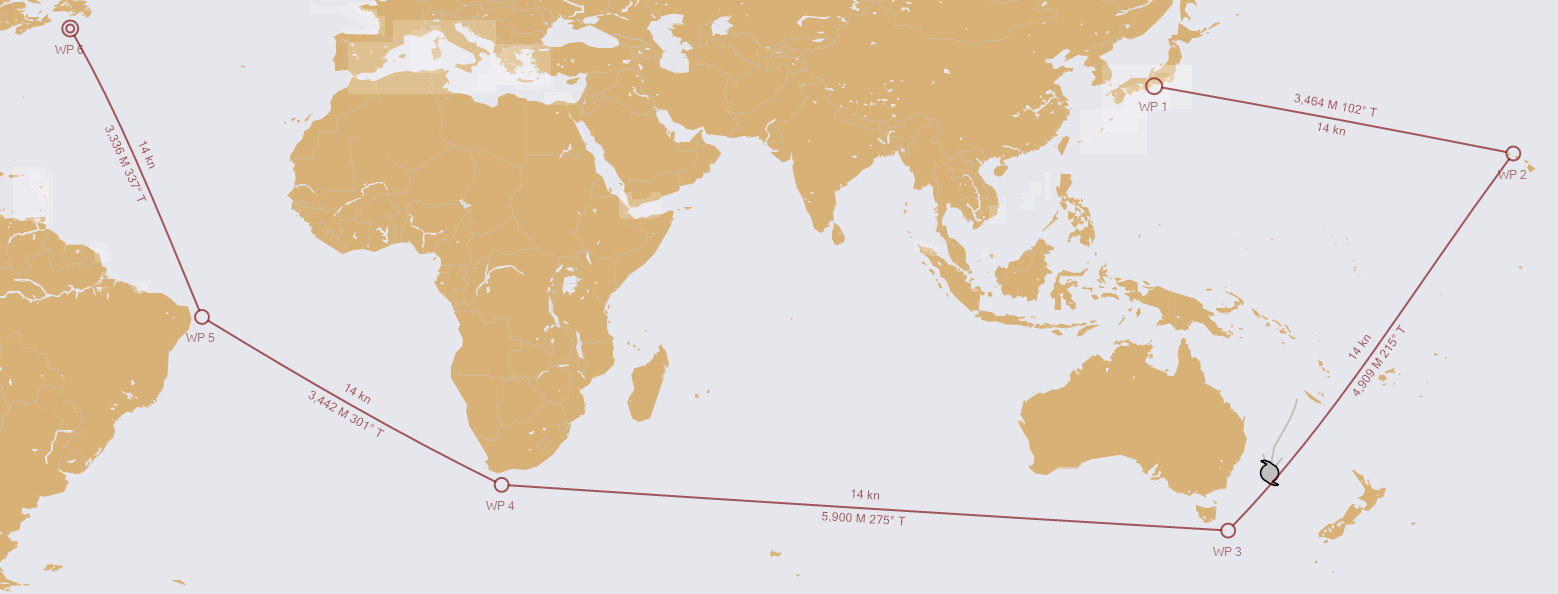 WP 6
WP 1
3,464 M 102° T
14 kn
WP 2
14 kn
3,336 M 337° T
WP 5
14 kn
4,909 M 215° T
14 kn
3,442 M 301° T
WP 4
14 kn
5,900 M 275° T
WP 3